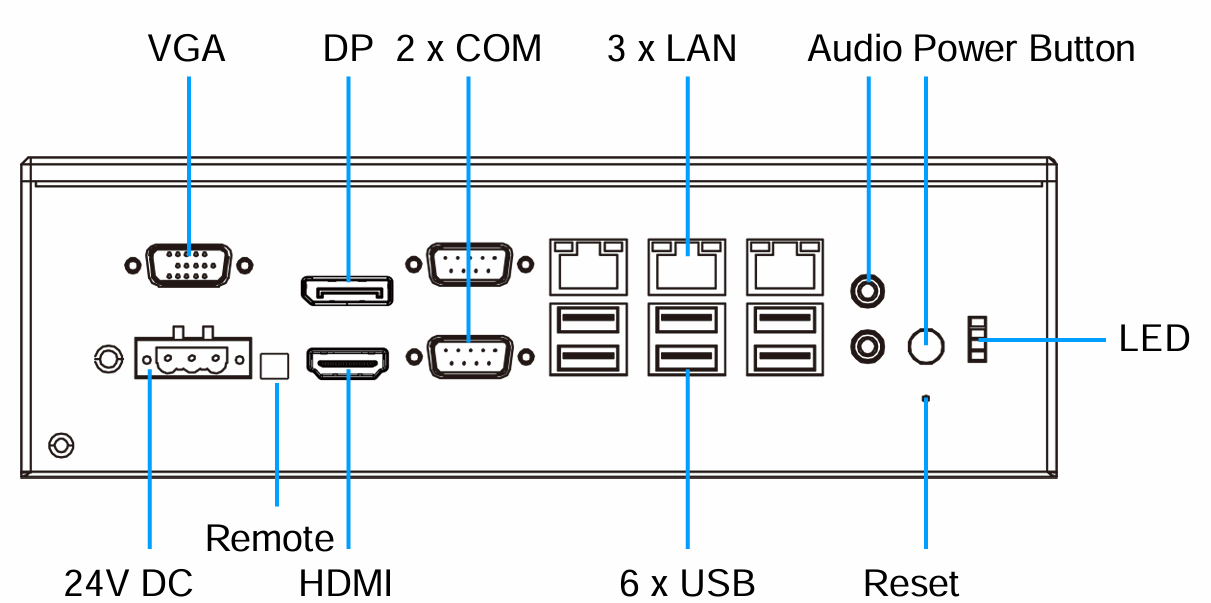 VGA
DP
2 x COM
3 x LAN
Audio
Power Button
LED
Remote
24V DC
HDMI
6 x USB
Reset